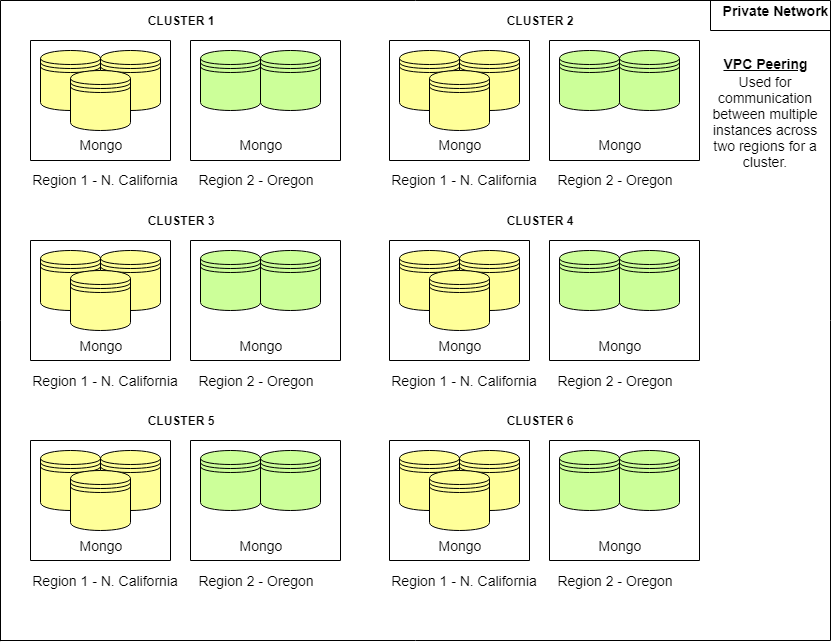 Private Network
VPC Peering
Used for
communication
between multiple
instances across
two regions for a
cluster.
CLUSTER 1
Mongo
Region 1 - N. California
Mongo
Region 2 - Oregon
CLUSTER 2
Mongo
Region 1 - N. California
Mongo
Region 2 - Oregon
CLUSTER 3
Mongo
Region 1 - N. California
Mongo
Region 2 - Oregon
CLUSTER 4
Mongo
Region 1 - N. California
Mongo
Region 2 - Oregon
CLUSTER 5
Mongo
Region 1 - N. California
Mongo
Region 2 - Oregon
CLUSTER 6
Mongo
Region 1 - N. California
Mongo
Region 2 - Oregon